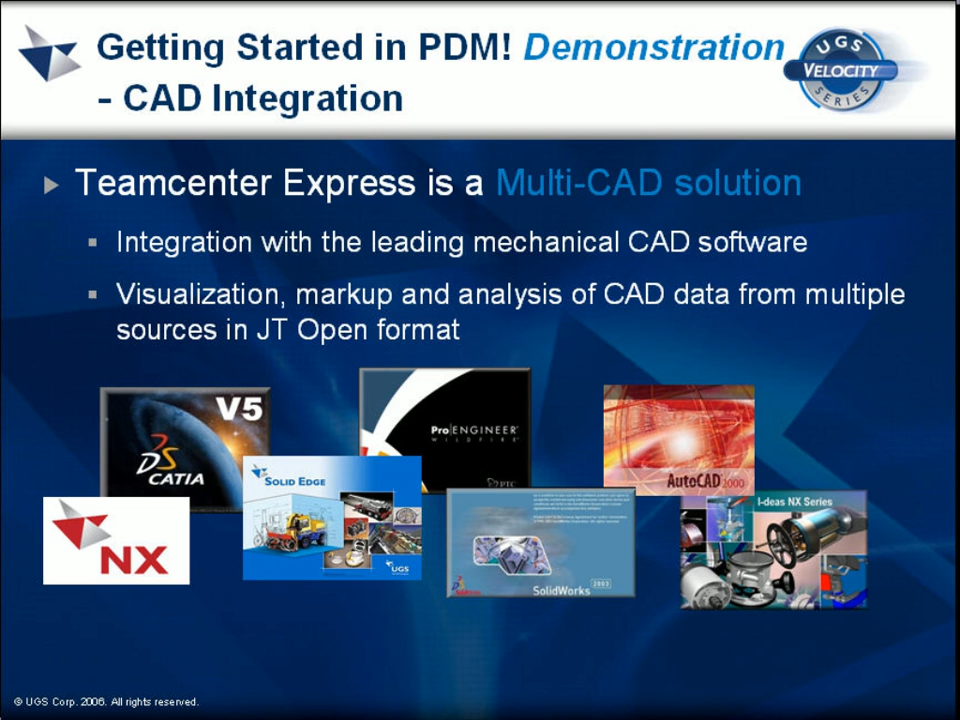 Getting Started in PDM! Demonstration
- CAD Integration
UGS
VELOCITY
SERIES
Teamcenter Express is a Multi-CAD solution
Integration with the leading mechanical CAD software
Visualization, markup and analysis of CAD data from multiple
sources in JT Open format
V5
CATIA
Pro|ENGINEER
WILDFIRE
PTC
AutoCAD 2000
SOLID EDGE
UGS
NX
SolidWorks 2003
I-deas NX Series
© UGS Corp. 2006. All rights reserved.